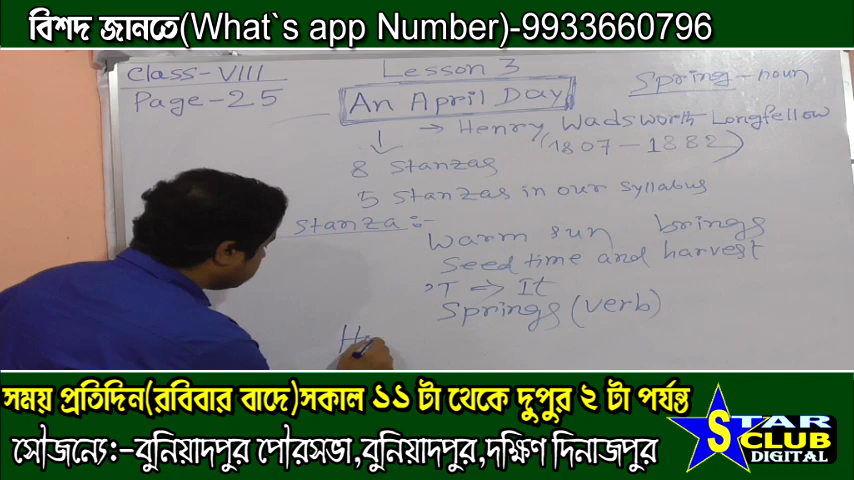 বিশদ জানতে(What`s app Number)-9933660796
Class-VIII
Lesson 3
Spring - noun
Page-25
An April Day
→ Henry Wadsworth Longfellow
(1807-1882)
8 Stanzas
5 Stanzas in our syllabus
Stanza:-
Warm sun brings
Seed time and harvest
'T => It
Springs (verb)
H
সময় প্রতিদিন(রবিবার বাদে)সকাল ১১ টা থেকে দুপুর ২ টা পর্যন্ত
সৌজন্যে:-বুনিয়াদপুর পৌরসভা,বুনিয়াদপুর,দক্ষিণ দিনাজপুর
STAR
CLUB
DIGITAL